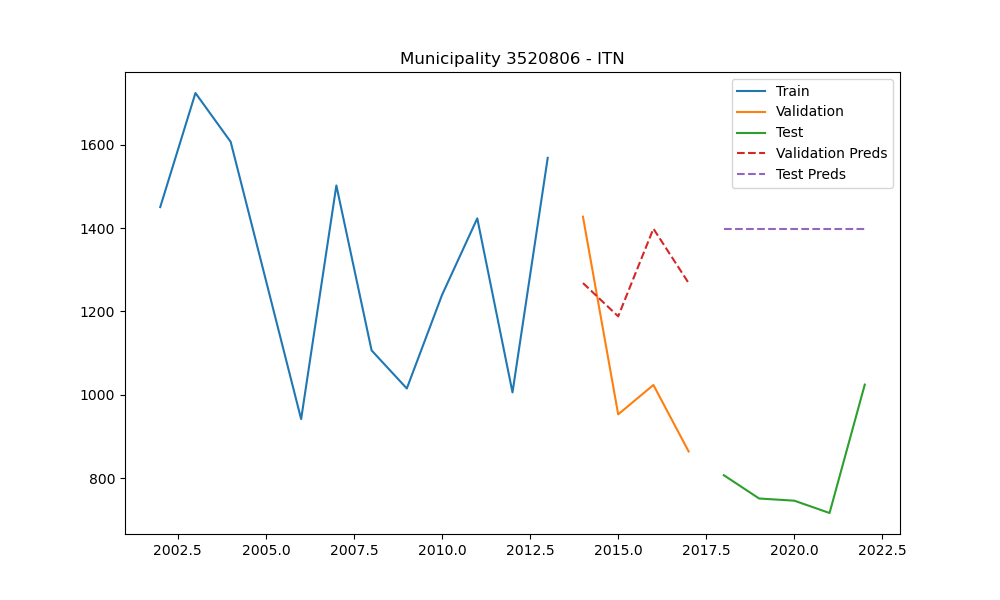 Municipality 3520806 - ITN
Train
Validation
Test
Validation Preds
Test Preds
1600
1400
1200
1000
800
2002.5 2005.0 2007.5 2010.0 2012.5 2015.0 2017.5 2020.0 2022.5